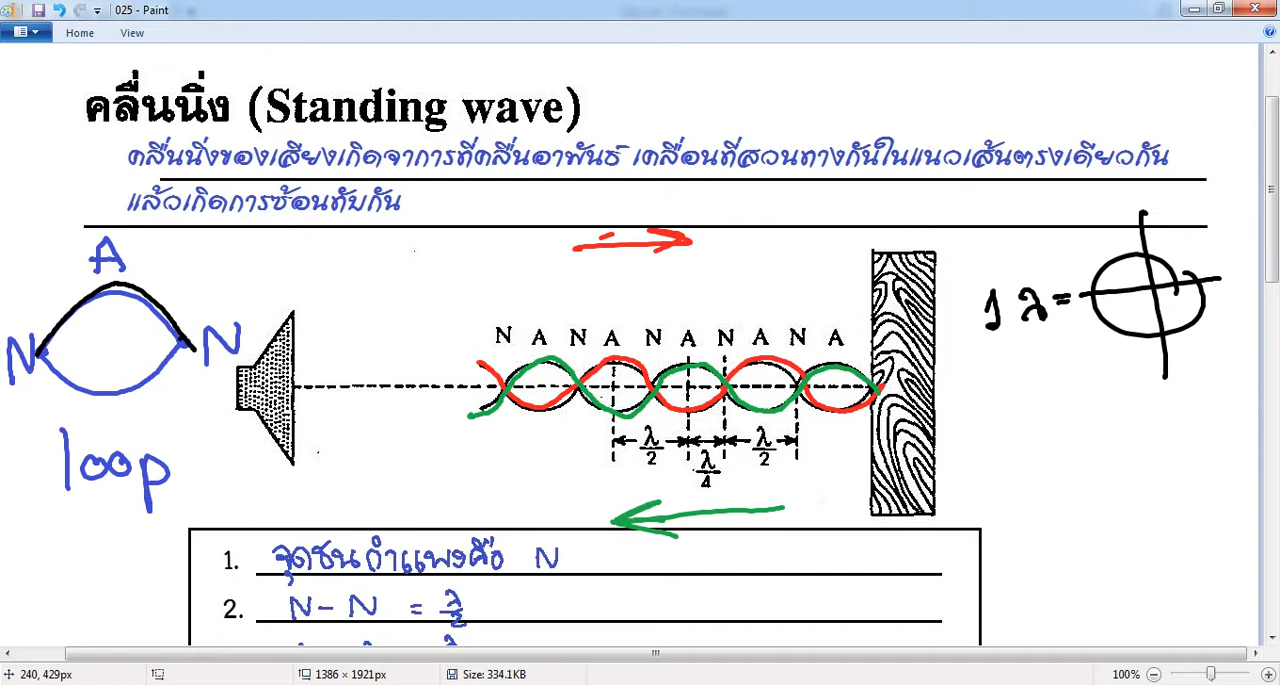 025 - Paint
Home View
คลื่นนิ่ง (Standing wave)
คลื่นนิ่งของเสียงเกิดจาการที่คลื่นอาพันธ์ เคลื่อนที่สวนทางกันในแนวเส้นตรงเดียวกัน
แล้วเกิดการซ้อนทับกัน
A
N N
loop
1 λ =
N A N A N A N A N A
λ/2 λ/4 λ/2
1. จุดชนกำแพงคือ N
2. N - N = λ/2
240, 429px 1386 × 1921px Size: 334.1KB 100%